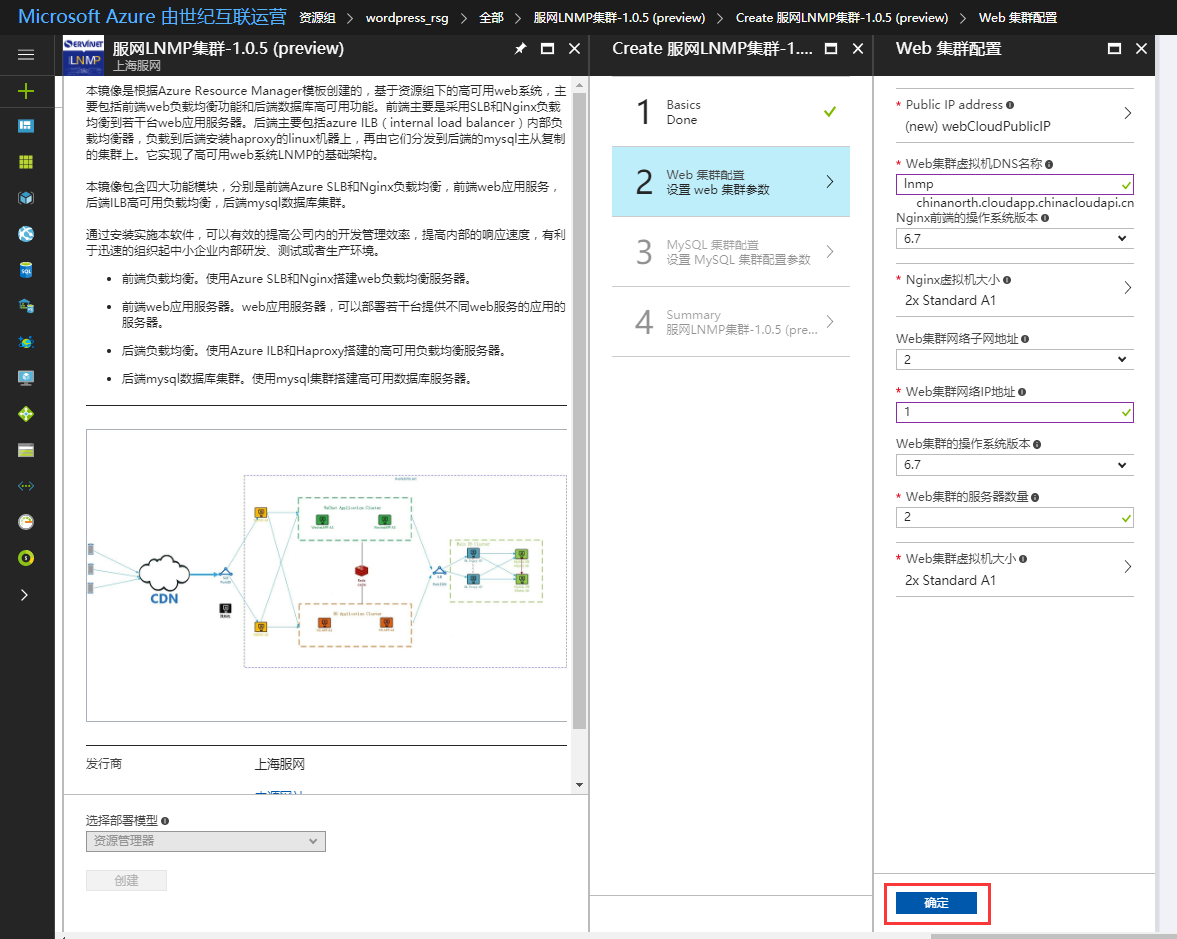 Microsoft Azure 由世纪互联运营
资源组
wordpress_rsg
全部
服网LNMP集群-1.0.5 (preview)
Create 服网LNMP集群-1.0.5 (preview)
Web 集群配置
SERVINET
LNMP
服网LNMP集群-1.0.5 (preview)
上海服网
本镜像是根据Azure Resource Manager模板创建的，基于资源组下的高可用web系统，主
要包括前端web负载均衡功能和后端数据库高可用功能。前端主要是采用SLB和Nginx负载
均衡到若干台web应用服务器。后端主要包括azure ILB（internal load balancer）内部负
载均衡器，负载到后端安装haproxy的linux机器上，再由它们分发到后端的mysql主从复制
的集群上。它实现了高可用web系统LNMP的基础架构。
本镜像包含四大功能模块，分别是前端Azure SLB和Nginx负载均衡，前端web应用服务，
后端ILB高可用负载均衡，后端mysql数据库集群。
通过安装实施本软件，可以有效的提高公司内的开发管理效率，提高内部的响应速度，有利
于迅速的组织起中小企业内部研发、测试或者生产环境。
• 前端负载均衡。使用Azure SLB和Nginx搭建web负载均衡服务器。
• 前端web应用服务器。web应用服务器，可以部署若干台提供不同web服务的应用的
服务器。
• 后端负载均衡。使用Azure ILB和Haproxy搭建的高可用负载均衡服务器。
• 后端mysql数据库集群。使用mysql集群搭建高可用数据库服务器。
CDN
发行商
上海服网
选择部署模型
资源管理器
创建
Create 服网LNMP集群-1....
1
Basics
Done
2
Web 集群配置
设置 web 集群参数
3
MySQL 集群配置
设置 MySQL 集群配置参数
4
Summary
服网LNMP集群-1.0.5 (pre...
Web 集群配置
* Public IP address
(new) webCloudPublicIP
* Web集群虚拟机DNS名称
lnmp
chinanorth.cloudapp.chinacloudapi.cn
Nginx前端的操作系统版本
6.7
* Nginx虚拟机大小
2x Standard A1
Web集群网络子网地址
2
* Web集群网络IP地址
1
Web集群的操作系统版本
6.7
* Web集群的服务器数量
2
* Web集群虚拟机大小
2x Standard A1
确定